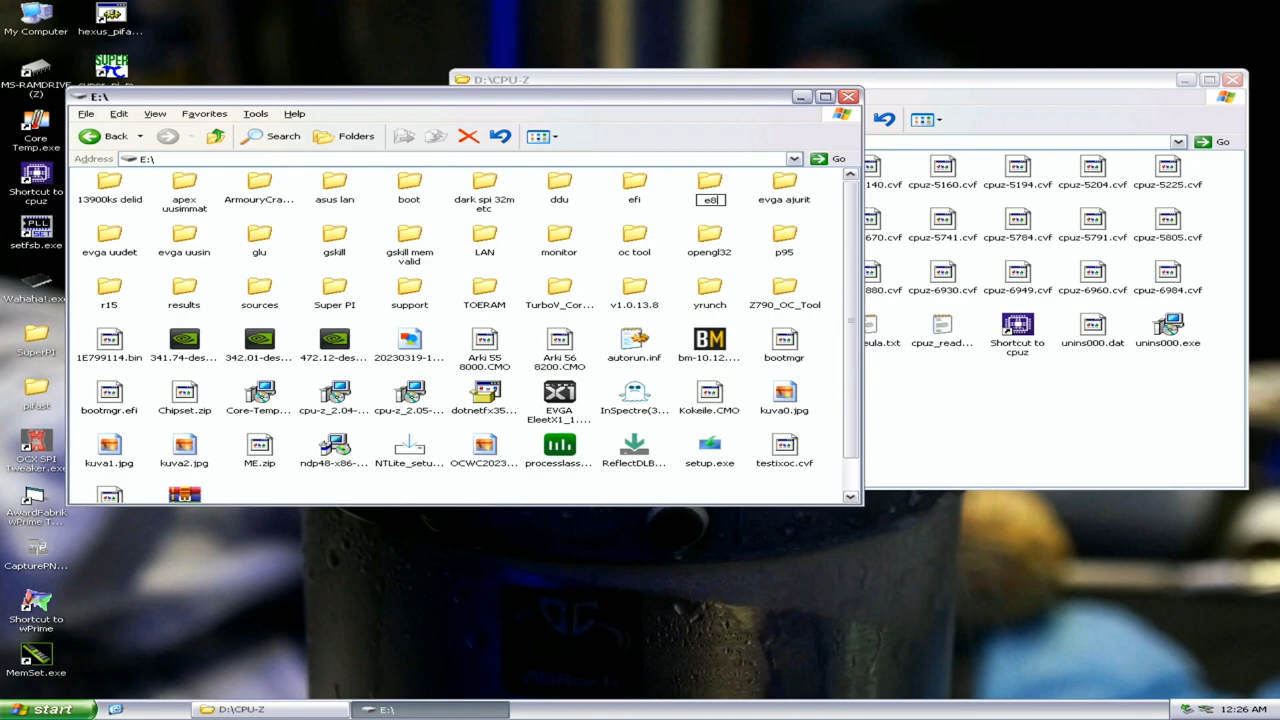 My Computer
hexus_pifa...
MS-RAMDRIVE
(Z)
Core
Temp.exe
Shortcut to
cpuz
setfsb.exe
Wahaha!.exe
SuperPI
pifast
OCX SPI
Tweaker.exe
AwardFabrik
wPrime T...
CapturePN...
Shortcut to
wPrime
MemSet.exe
D:\CPU-Z
E:\
File Edit View Favorites Tools Help
Back Search Folders
Address E:\ Go
Go
13900ks delid
apex
uusimmat
ArmouryCra...
asus lan
boot
dark spi 32m
etc
ddu
efi
e8
evga ajurit
evga uudet
evga uusin
glu
gskill
gskill mem
valid
LAN
monitor
oc tool
opengl32
p95
r15
results
sources
Super PI
support
TOERAM
TurboV_Cor...
v1.0.13.8
yrunch
Z790_OC_Tool
1E799114.bin
341.74-des...
342.01-des...
472.12-des...
20230319-1...
Arki 55
8000.CMO
Arki 56
8200.CMO
autorun.inf
bm-10.12....
bootmgr
bootmgr.efi
Chipset.zip
Core-Temp...
cpu-z_2.04-...
cpu-z_2.05-...
dotnetfx35...
EVGA
EleetX1_1....
InSpectre(3...
Kokeile.CMO
kuva0.jpg
kuva1.jpg
kuva2.jpg
ME.zip
ndp48-x86-...
NTLite_setu...
OCWC2023...
processlass...
ReflectDLB...
setup.exe
testixoc.cvf
140.cvf
cpuz-5160.cvf
cpuz-5194.cvf
cpuz-5204.cvf
cpuz-5225.cvf
670.cvf
cpuz-5741.cvf
cpuz-5784.cvf
cpuz-5791.cvf
cpuz-5805.cvf
880.cvf
cpuz-6930.cvf
cpuz-6949.cvf
cpuz-6960.cvf
cpuz-6984.cvf
eula.txt
cpuz_read...
Shortcut to
cpuz
unins000.dat
unins000.exe
start
D:\CPU-Z
E:\
12:26 AM